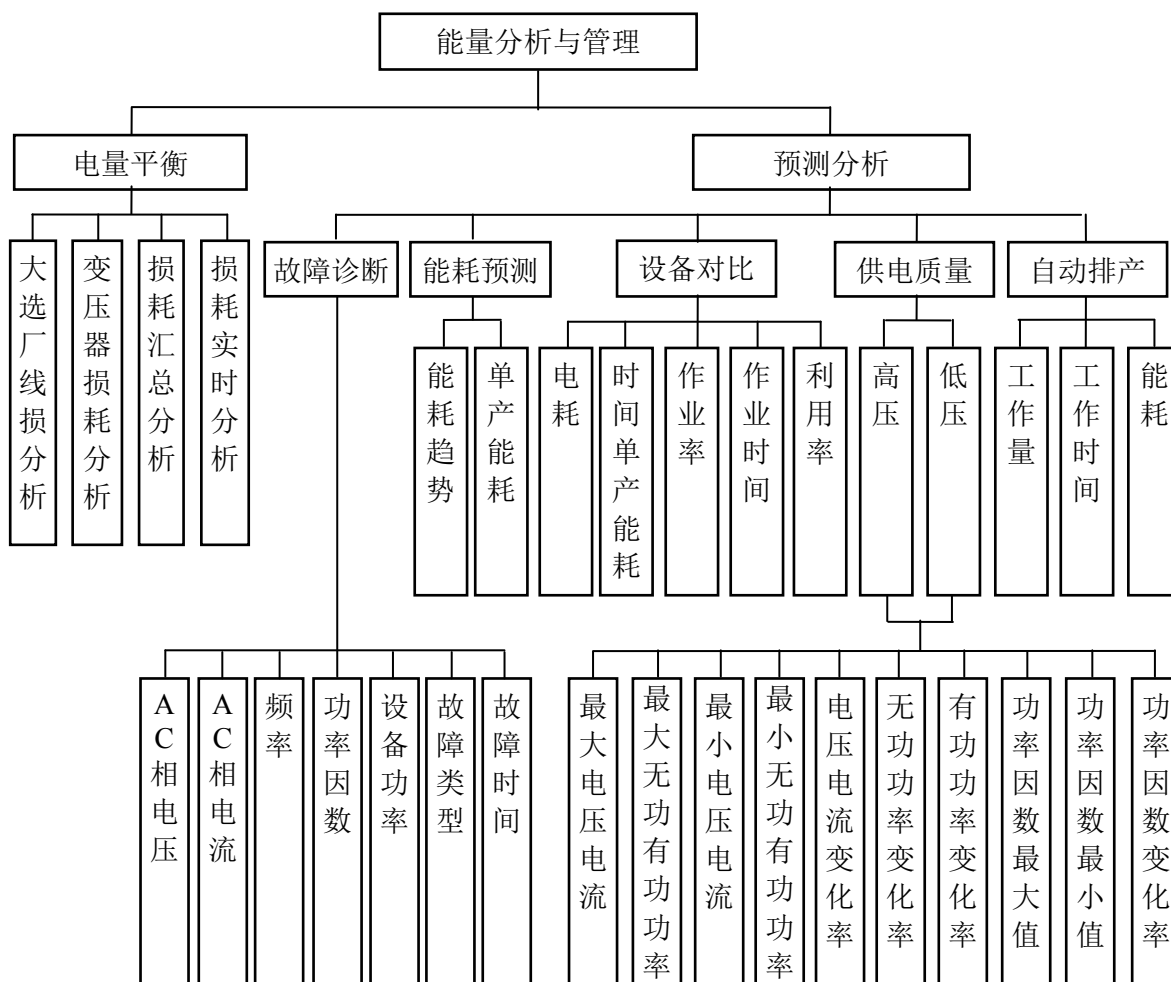 能量分析与管理
电量平衡
预测分析
大选厂线损分析
变压器损耗分析
损耗汇总分析
损耗实时分析
故障诊断
能耗预测
设备对比
供电质量
自动排产
能耗趋势
单产能耗
电耗
时间单产能耗
作业率
作业时间
利用率
高压
低压
工作量
工作时间
能耗
AC相电压
AC相电流
频率
功率因数
设备功率
故障类型
故障时间
最大电压电流
最大无功有功功率
最小电压电流
最小无功有功功率
电压电流变化率
无功功率变化率
有功功率变化率
功率因数最大值
功率因数最小值
功率因数变化率